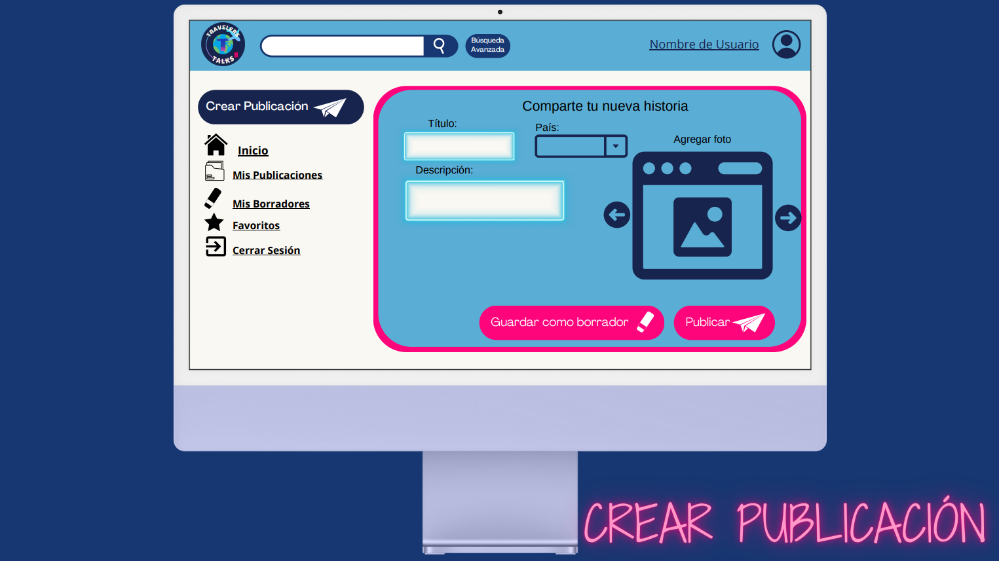 TRAVELERS
T
TALKS
Búsqueda
Avanzada
Nombre de Usuario
Crear Publicación
Inicio
Mis Publicaciones
Mis Borradores
Favoritos
Cerrar Sesión
Comparte tu nueva historia
Título:
País:
Agregar foto
Descripción:
Guardar como borrador
Publicar
CREAR PUBLICACIÓN